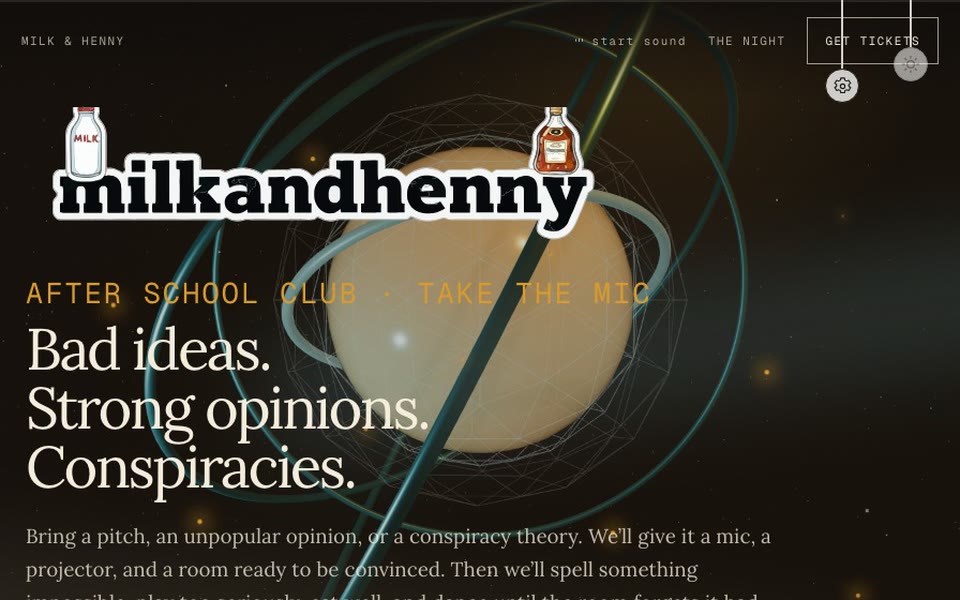 MILK & HENNY
start sound
THE NIGHT
GET TICKETS
MILK
milkandhenny
AFTER SCHOOL CLUB · TAKE THE MIC
Bad ideas.
Strong opinions.
Conspiracies.
Bring a pitch, an unpopular opinion, or a conspiracy theory. We’ll give it a mic, a
projector, and a room ready to be convinced. Then we’ll spell something